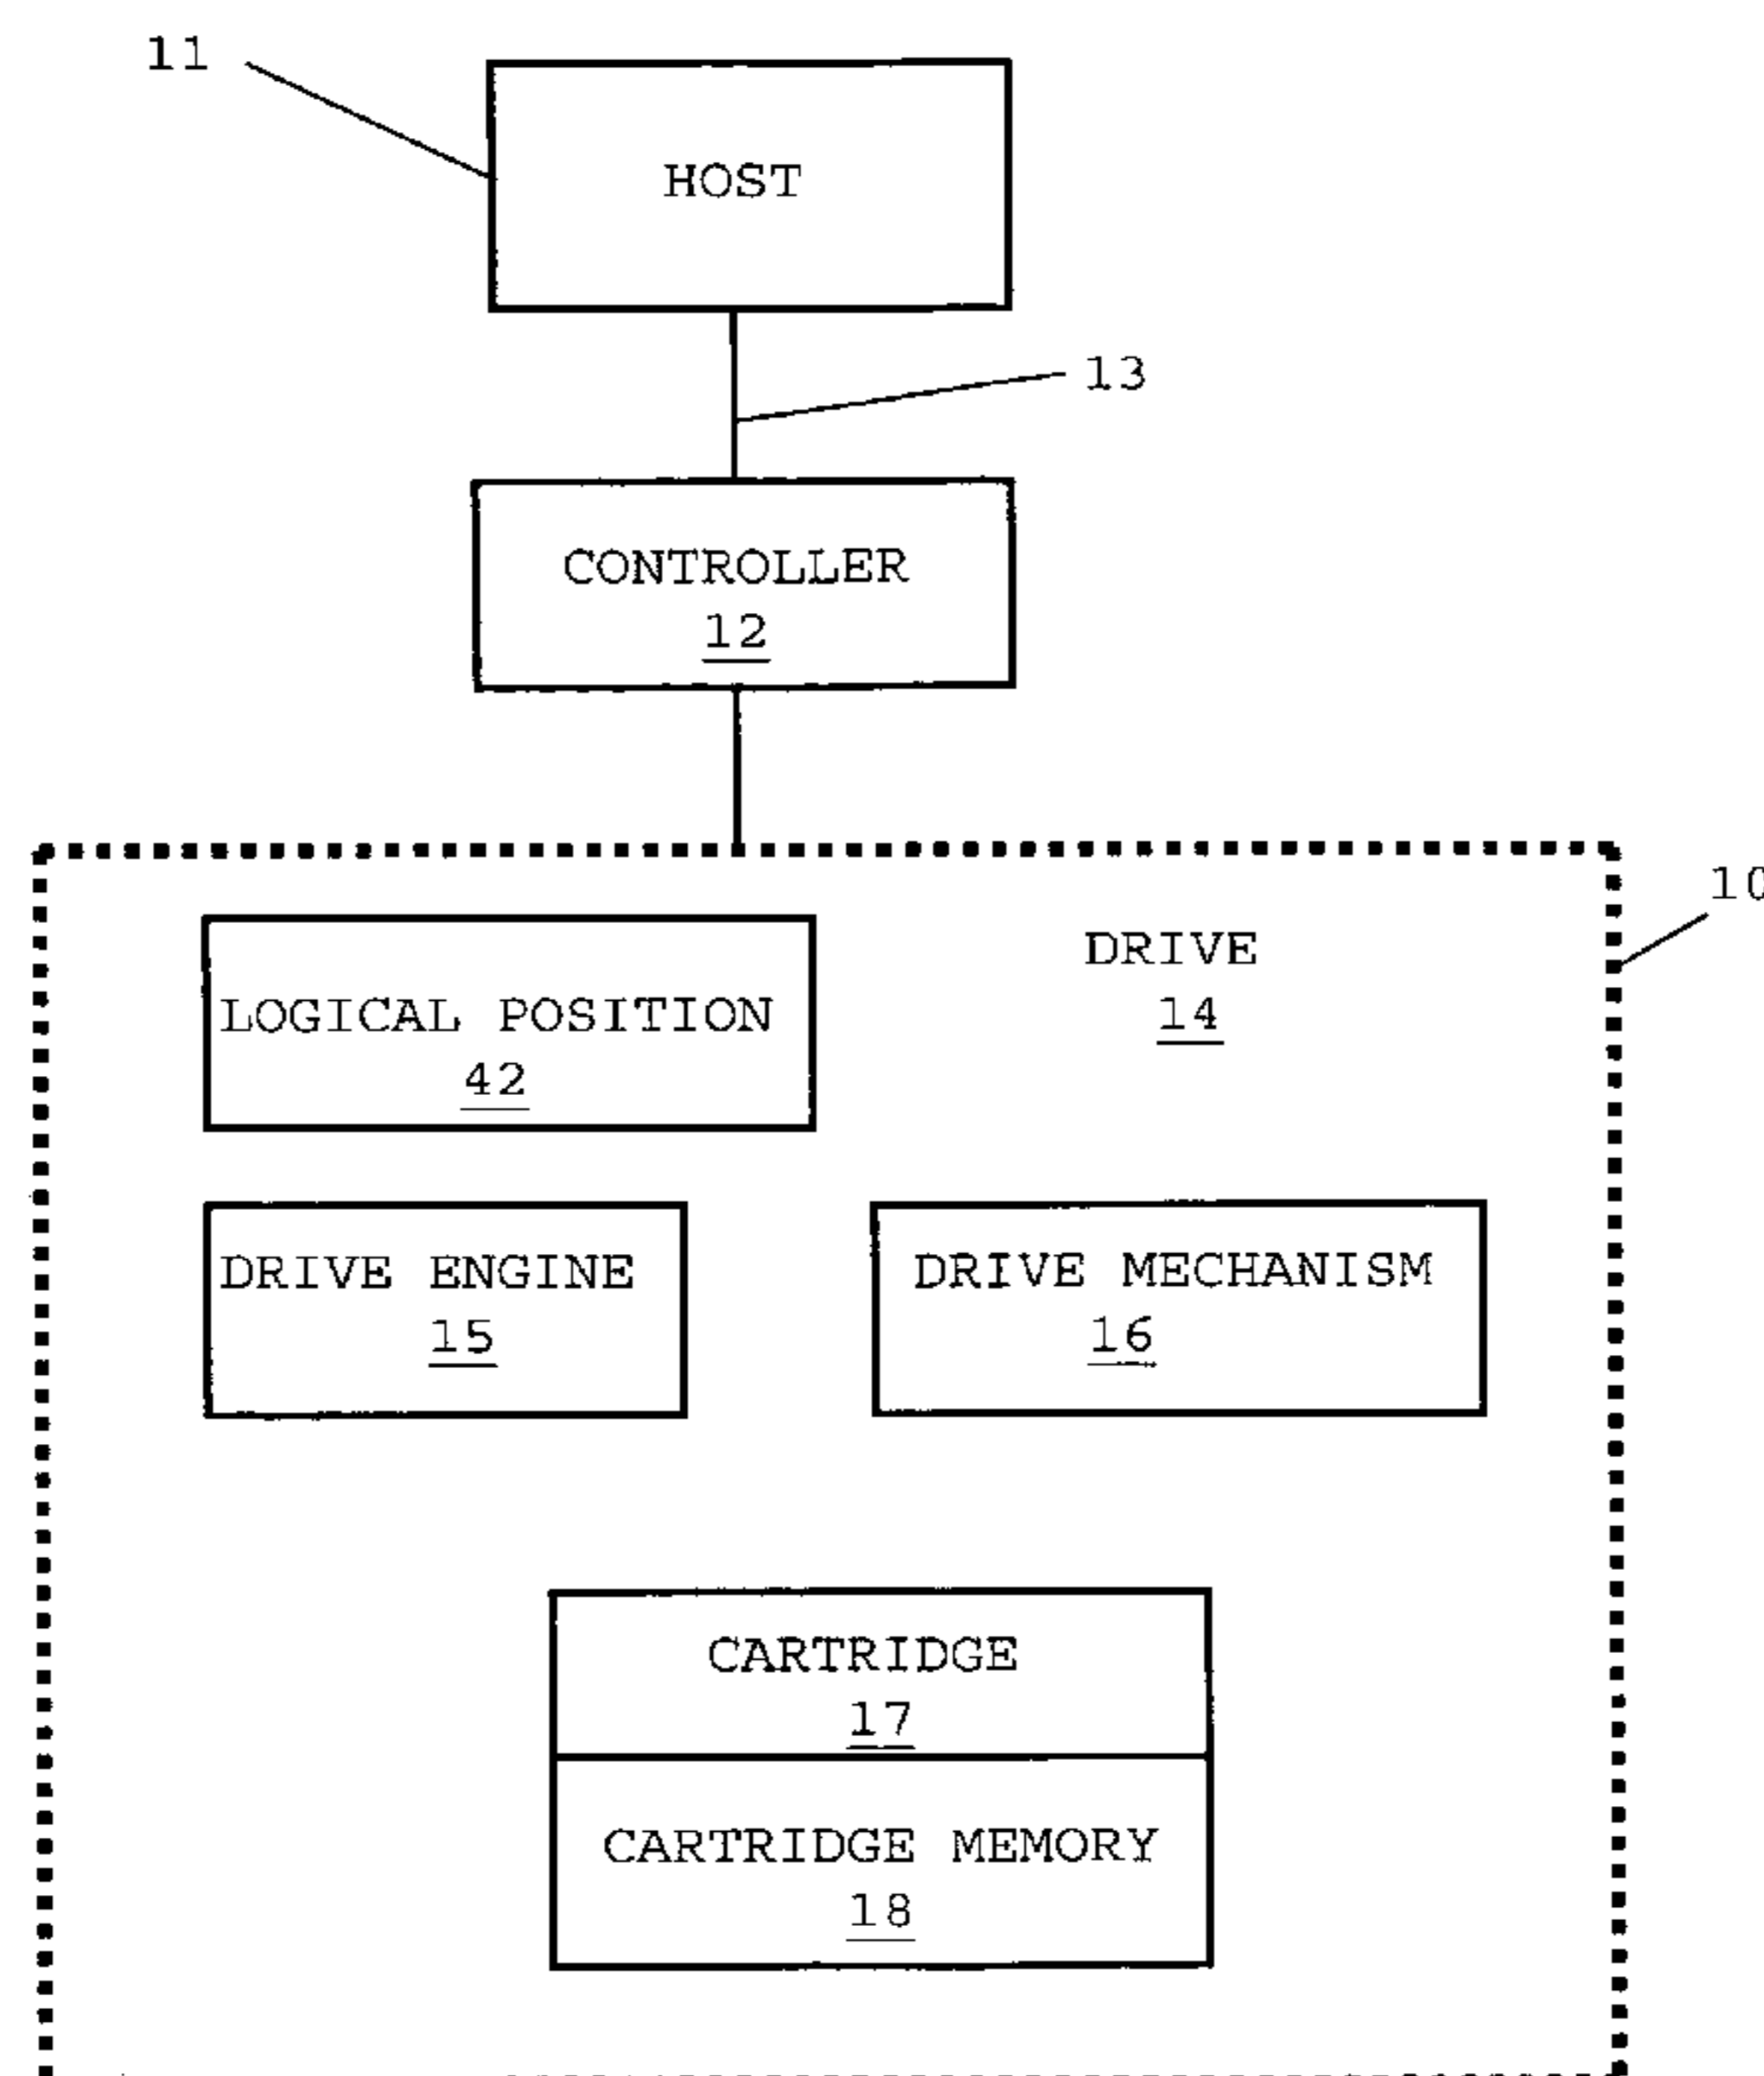 11
HOST
13
CONTROLLER
12
10
DRIVE
14
LOGICAL POSITION
42
DRIVE ENGINE
15
DRIVE MECHANISM
16
CARTRIDGE
17
CARTRIDGE MEMORY
18